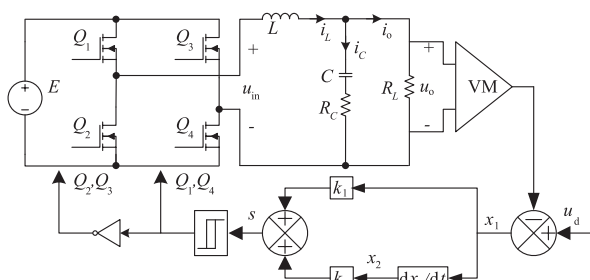 Q1 Q3
L iL io
+ iC +
E uin C RL uo VM
Q2 Q4 RC
- -
Q2,Q3 Q1,Q4
k1
s + + x1 - + ud
x2
k dx /dt